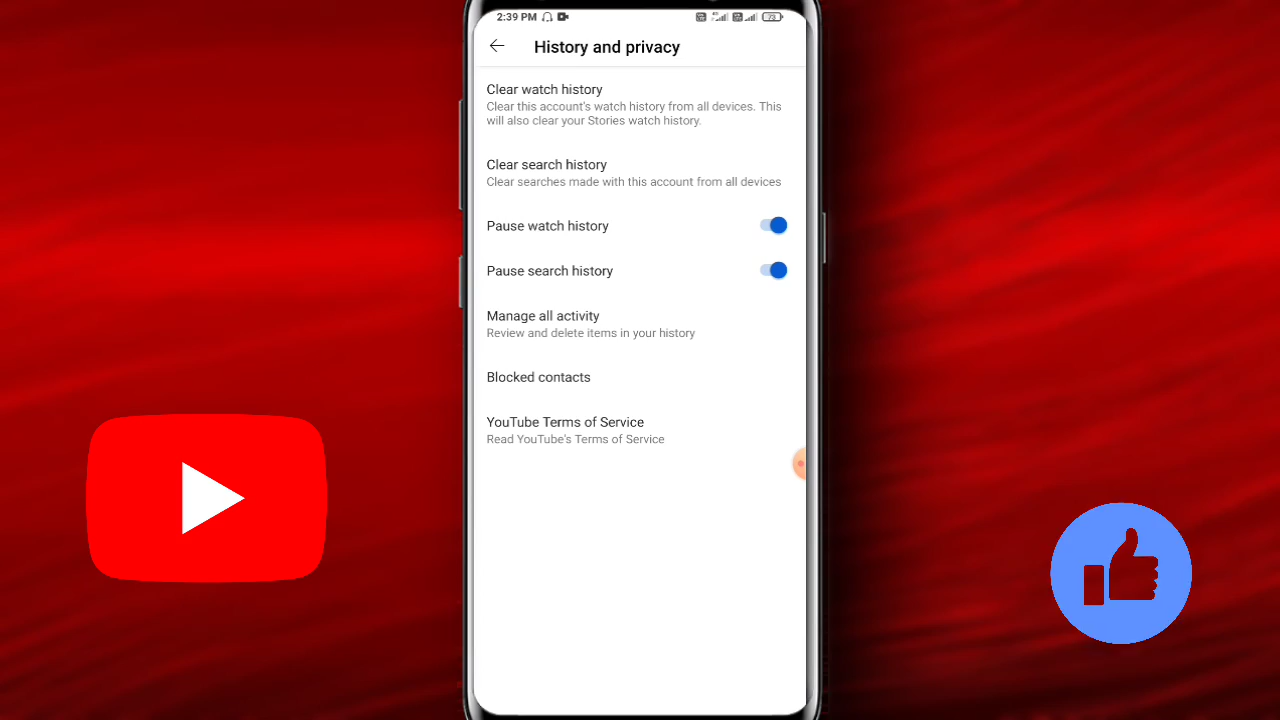 2:39 PM
73
History and privacy
Clear watch history
Clear this account's watch history from all devices. This
will also clear your Stories watch history.
Clear search history
Clear searches made with this account from all devices
Pause watch history
Pause search history
Manage all activity
Review and delete items in your history
Blocked contacts
YouTube Terms of Service
Read YouTube's Terms of Service